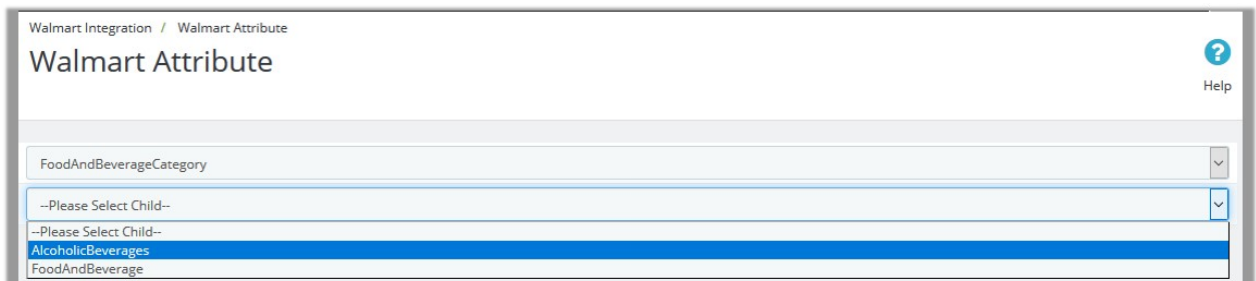 Walmart Integration / Walmart Attribute
Walmart Attribute
?
Help
FoodAndBeverageCategory
--Please Select Child--
--Please Select Child--
AlcoholicBeverages
FoodAndBeverage